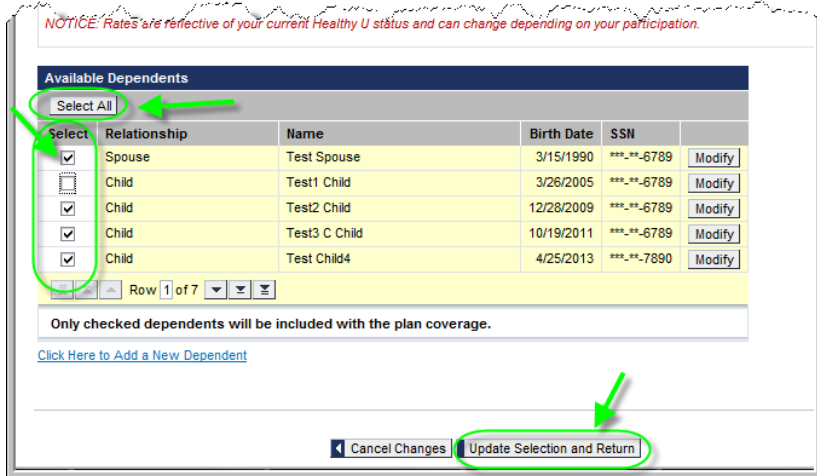 NOTICE: Rates are reflective of your current Healthy U status and can change depending on your participation.
Available Dependents
Select All
Select Relationship Name Birth Date SSN
Spouse Test Spouse 3/15/1990 ***-**-6789 Modify
Child Test1 Child 3/26/2005 ***-**-6789 Modify
Child Test2 Child 12/28/2009 ***-**-6789 Modify
Child Test3 C Child 10/19/2011 ***-**-6789 Modify
Child Test Child4 4/25/2013 ***-**-7890 Modify
Row 1 of 7
Only checked dependents will be included with the plan coverage.
Click Here to Add a New Dependent
Cancel Changes Update Selection and Return